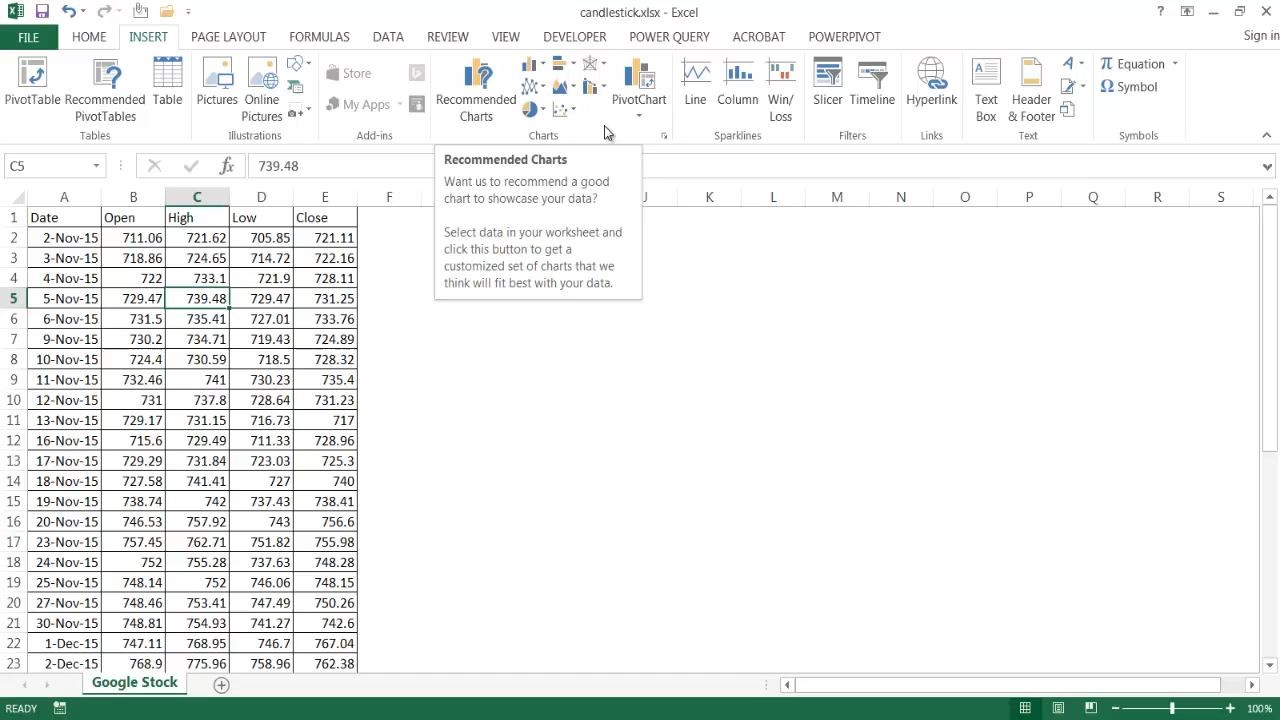 candlestick.xlsx - Excel
?
FILE HOME INSERT PAGE LAYOUT FORMULAS DATA REVIEW VIEW DEVELOPER POWER QUERY ACROBAT POWERPIVOT Sign in
PivotTable Recommended PivotTables Table Pictures Online Pictures Store My Apps Recommended Charts PivotChart Line Column Win/ Loss Slicer Timeline Hyperlink Text Box Header & Footer Equation Symbol
Tables Illustrations Add-ins Charts Sparklines Filters Links Text Symbols
C5 fx 739.48
Recommended Charts
Want us to recommend a good
chart to showcase your data?
Select data in your worksheet and
click this button to get a
customized set of charts that we
think will fit best with your data.
A B C D E F J K L M N O P Q R S
1 Date Open High Low Close
2 2-Nov-15 711.06 721.62 705.85 721.11
3 3-Nov-15 718.86 724.65 714.72 722.16
4 4-Nov-15 722 733.1 721.9 728.11
5 5-Nov-15 729.47 739.48 729.47 731.25
6 6-Nov-15 731.5 735.41 727.01 733.76
7 9-Nov-15 730.2 734.71 719.43 724.89
8 10-Nov-15 724.4 730.59 718.5 728.32
9 11-Nov-15 732.46 741 730.23 735.4
10 12-Nov-15 731 737.8 728.64 731.23
11 13-Nov-15 729.17 731.15 716.73 717
12 16-Nov-15 715.6 729.49 711.33 728.96
13 17-Nov-15 729.29 731.84 723.03 725.3
14 18-Nov-15 727.58 741.41 727 740
15 19-Nov-15 738.74 742 737.43 738.41
16 20-Nov-15 746.53 757.92 743 756.6
17 23-Nov-15 757.45 762.71 751.82 755.98
18 24-Nov-15 752 755.28 737.63 748.28
19 25-Nov-15 748.14 752 746.06 748.15
20 27-Nov-15 748.46 753.41 747.49 750.26
21 30-Nov-15 748.81 754.93 741.27 742.6
22 1-Dec-15 747.11 768.95 746.7 767.04
23 2-Dec-15 768.9 775.96 758.96 762.38
Google Stock
READY 100%